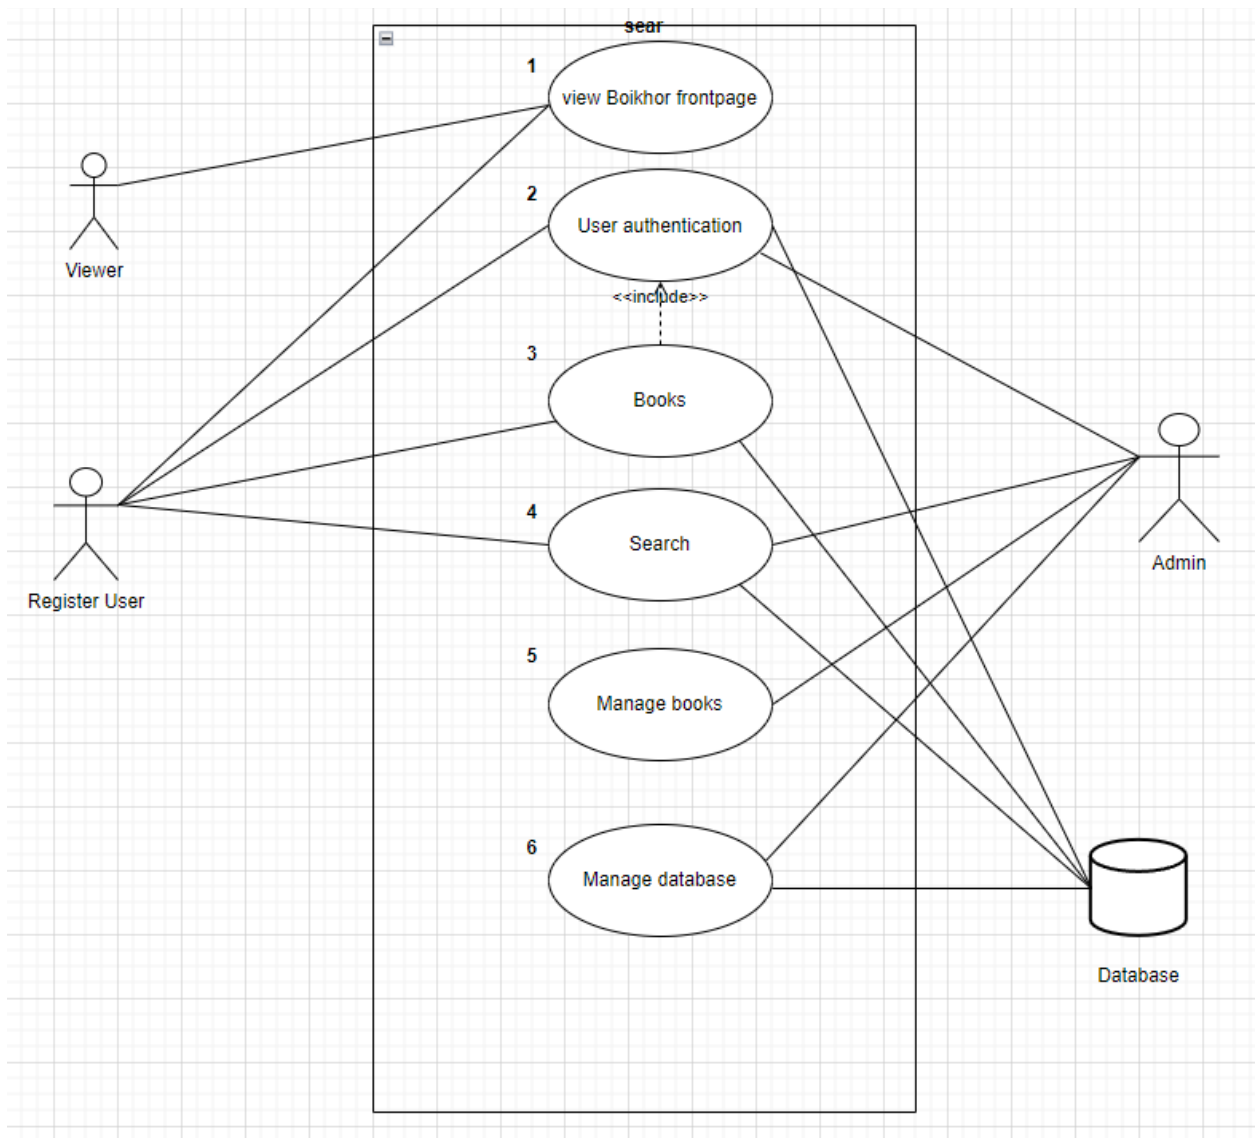 sear
1
view Boikhor frontpage
2
User authentication
Viewer
<<include>>
3
Books
4
Search
Admin
Register User
5
Manage books
6
Manage database
Database